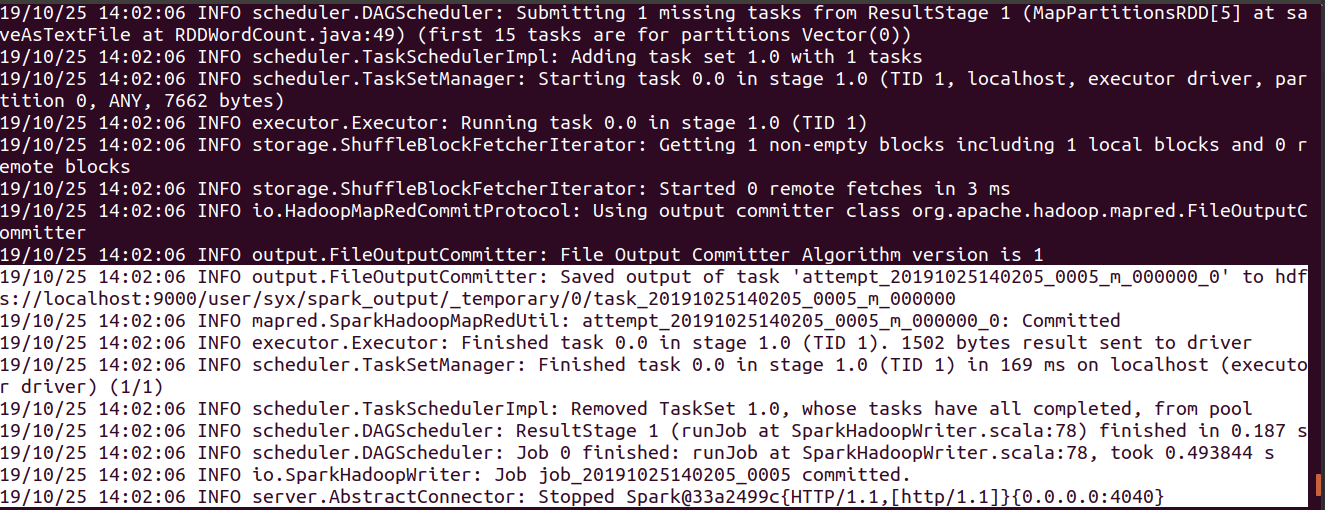 19/10/25 14:02:06 INFO scheduler.DAGScheduler: Submitting 1 missing tasks from ResultStage 1 (MapPartitionsRDD[5] at sa
veAsTextFile at RDDWordCount.java:49) (first 15 tasks are for partitions Vector(0))
19/10/25 14:02:06 INFO scheduler.TaskSchedulerImpl: Adding task set 1.0 with 1 tasks
19/10/25 14:02:06 INFO scheduler.TaskSetManager: Starting task 0.0 in stage 1.0 (TID 1, localhost, executor driver, par
tition 0, ANY, 7662 bytes)
19/10/25 14:02:06 INFO executor.Executor: Running task 0.0 in stage 1.0 (TID 1)
19/10/25 14:02:06 INFO storage.ShuffleBlockFetcherIterator: Getting 1 non-empty blocks including 1 local blocks and 0 r
emote blocks
19/10/25 14:02:06 INFO storage.ShuffleBlockFetcherIterator: Started 0 remote fetches in 3 ms
19/10/25 14:02:06 INFO io.HadoopMapRedCommitProtocol: Using output committer class org.apache.hadoop.mapred.FileOutputC
ommitter
19/10/25 14:02:06 INFO output.FileOutputCommitter: File Output Committer Algorithm version is 1
19/10/25 14:02:06 INFO output.FileOutputCommitter: Saved output of task 'attempt_20191025140205_0005_m_000000_0' to hdf
s://localhost:9000/user/syx/spark_output/_temporary/0/task_20191025140205_0005_m_000000
19/10/25 14:02:06 INFO mapred.SparkHadoopMapRedUtil: attempt_20191025140205_0005_m_000000_0: Committed
19/10/25 14:02:06 INFO executor.Executor: Finished task 0.0 in stage 1.0 (TID 1). 1502 bytes result sent to driver
19/10/25 14:02:06 INFO scheduler.TaskSetManager: Finished task 0.0 in stage 1.0 (TID 1) in 169 ms on localhost (executo
r driver) (1/1)
19/10/25 14:02:06 INFO scheduler.TaskSchedulerImpl: Removed TaskSet 1.0, whose tasks have all completed, from pool
19/10/25 14:02:06 INFO scheduler.DAGScheduler: ResultStage 1 (runJob at SparkHadoopWriter.scala:78) finished in 0.187 s
19/10/25 14:02:06 INFO scheduler.DAGScheduler: Job 0 finished: runJob at SparkHadoopWriter.scala:78, took 0.493844 s
19/10/25 14:02:06 INFO io.SparkHadoopWriter: Job job_20191025140205_0005 committed.
19/10/25 14:02:06 INFO server.AbstractConnector: Stopped Spark@33a2499c{HTTP/1.1,[http/1.1]}{0.0.0.0:4040}